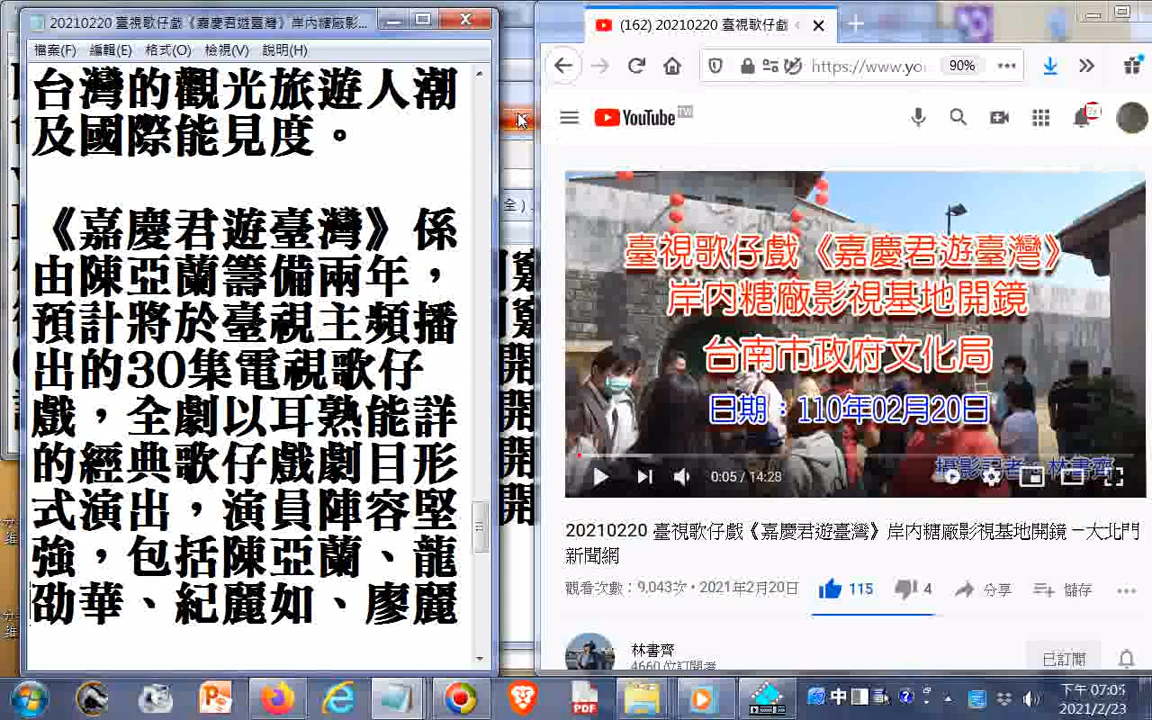 20210220 臺視歌仔戲《嘉慶君遊臺灣》岸內糖廠影...
檔案(F) 編輯(E) 格式(O) 檢視(V) 說明(H)
台灣的觀光旅遊人潮
及國際能見度。
《嘉慶君遊臺灣》係
由陳亞蘭籌備兩年，
預計將於臺視主頻播
出的30集電視歌仔
戲，全劇以耳熟能詳
的經典歌仔戲劇目形
式演出，演員陣容堅
強，包括陳亞蘭、龍
劭華、紀麗如、廖麗
全)
開
開
開
開
(162) 20210220 臺視歌仔戲
https://www.yo
90%
YouTube TW
臺視歌仔戲《嘉慶君遊臺灣》
岸內糖廠影視基地開鏡
台南市政府文化局
日期：110年02月20日
攝影記者：林書齊
0:05 / 14:28
20210220 臺視歌仔戲《嘉慶君遊臺灣》岸內糖廠影視基地開鏡－大北門
新聞網
觀看次數：9,043次 • 2021年2月20日
115
4
分享
儲存
林書齊
4660位訂閱者
已訂閱
PDF
中
下午 07:05
2021/2/23